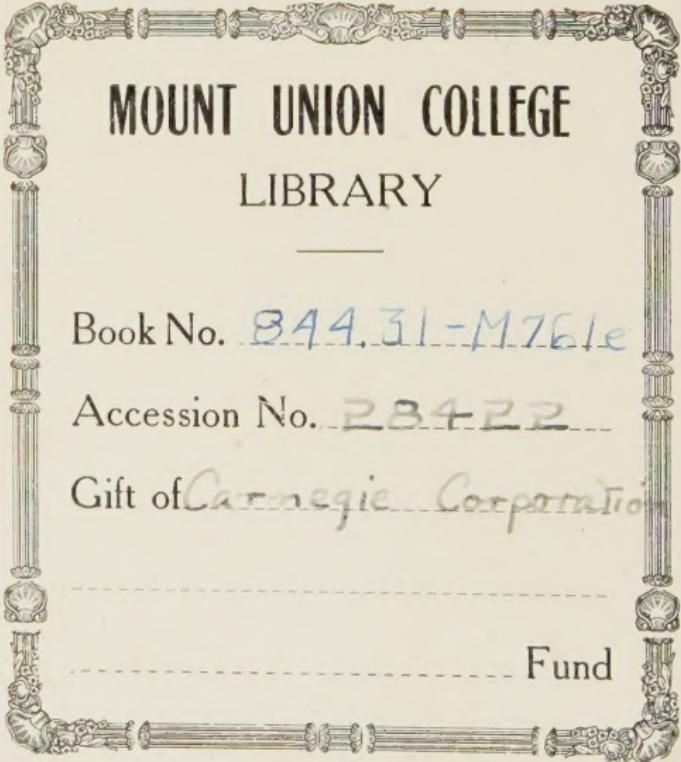 MOUNT UNION COLLEGE
LIBRARY
Book No. 844.31-M761e
Accession No. 28422
Gift of Carnegie Corporation
Fund